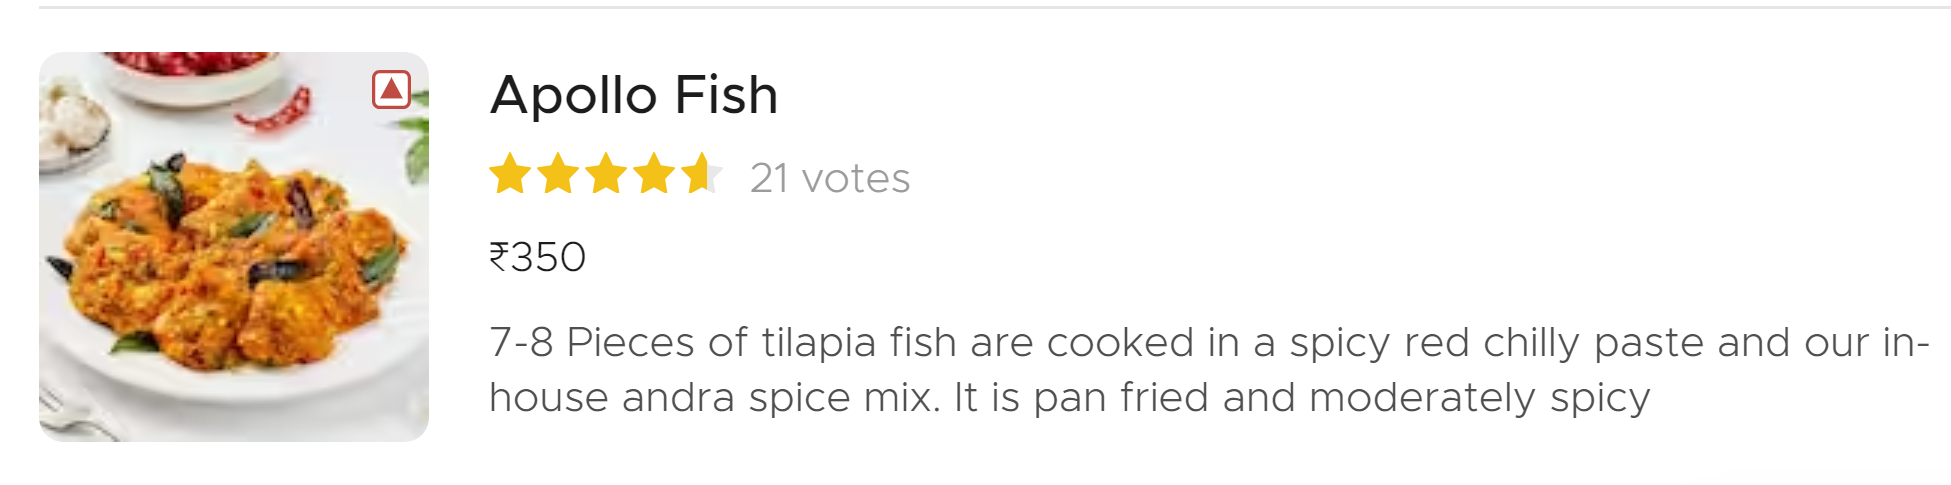 Apollo Fish
21 votes
₹350
7-8 Pieces of tilapia fish are cooked in a spicy red chilly paste and our in-
house andra spice mix. It is pan fried and moderately spicy